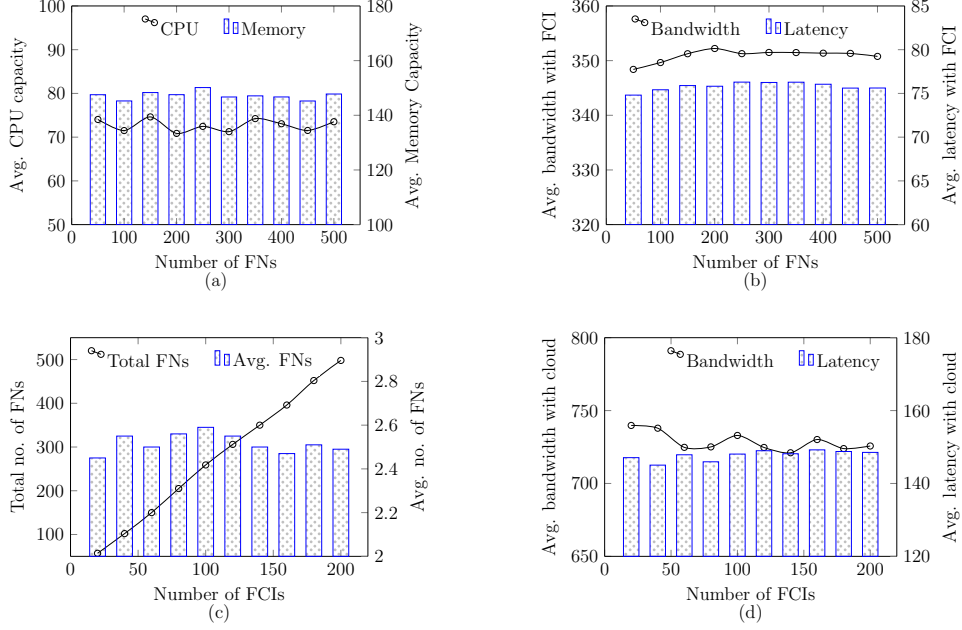 CPU Memory
Avg. CPU capacity
100
90
80
70
60
50
180
160
140
120
100
Avg. Memory Capacity
0 100 200 300 400 500
Number of FNs
(a)
Bandwidth Latency
Avg. bandwidth with FCI
360
350
340
330
320
85
80
75
70
65
60
Avg. latency with FCI
0 100 200 300 400 500
Number of FNs
(b)
Total FNs Avg. FNs
Total no. of FNs
500
400
300
200
100
3
2.8
2.6
2.4
2.2
2
Avg. no. of FNs
0 50 100 150 200
Number of FCIs
(c)
Bandwidth Latency
Avg. bandwidth with cloud
800
750
700
650
180
160
140
120
Avg. latency with cloud
0 50 100 150 200
Number of FCIs
(d)